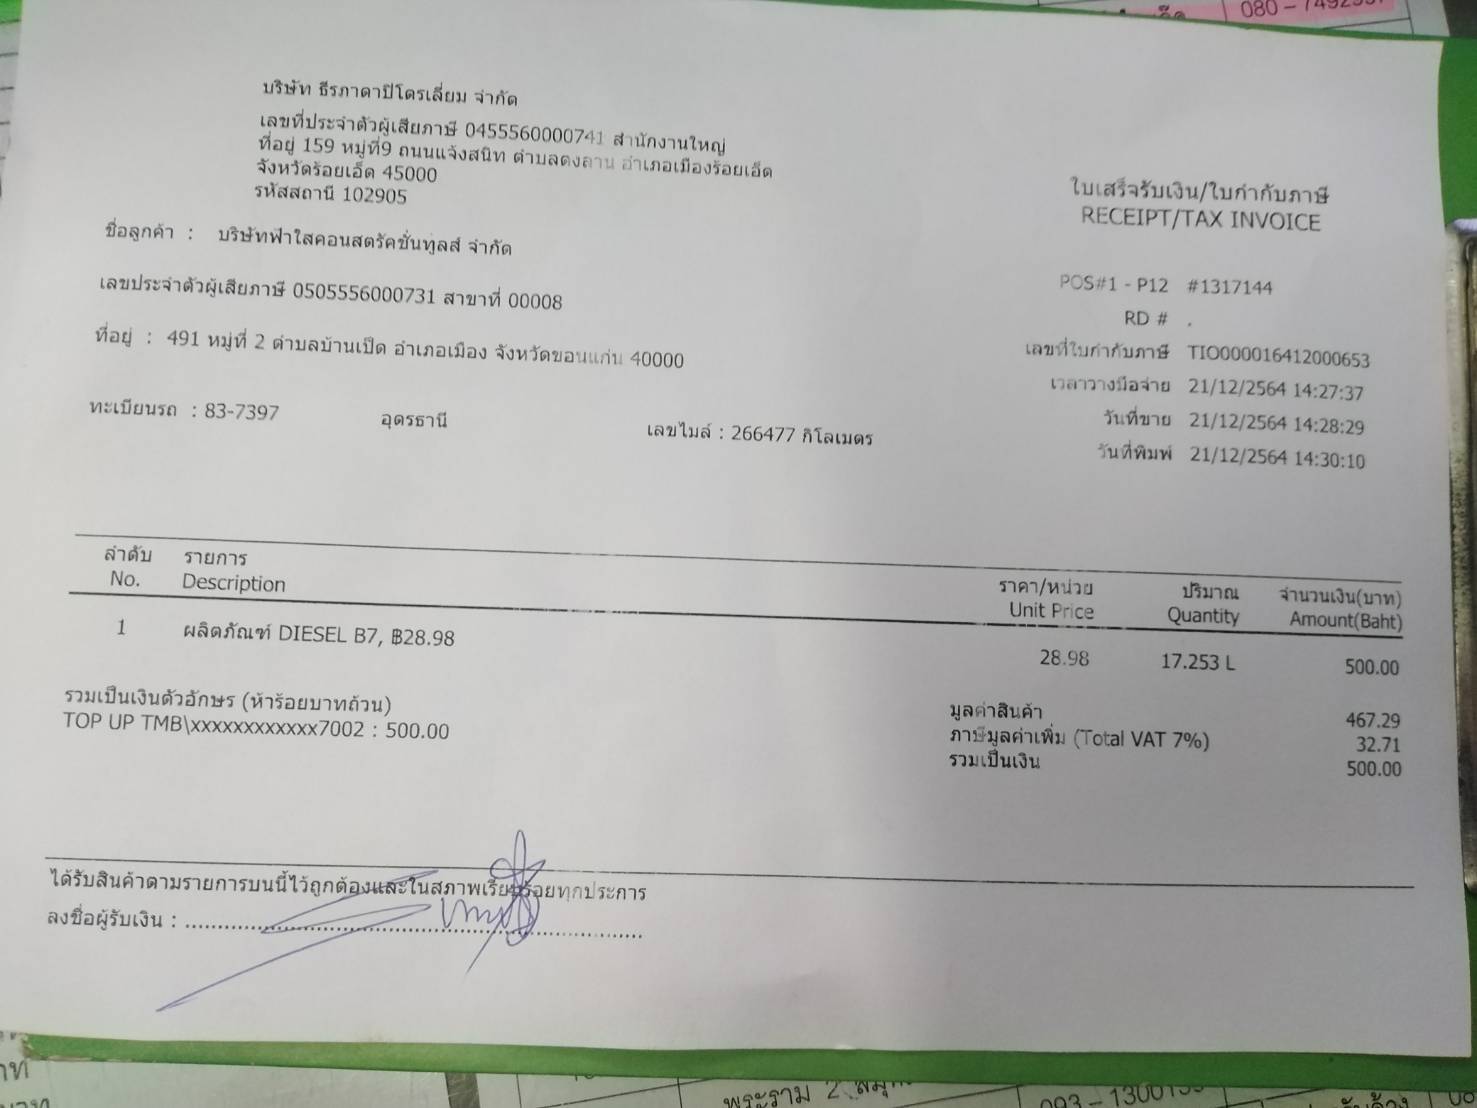 บริษัท ธีรภาดาปิโตรเลี่ยม จำกัด
เลขที่ประจำตัวผู้เสียภาษี 0455560000741 สำนักงานใหญ่
ที่อยู่ 159 หมู่ที่9 ถนนแจ้งสนิท ตำบลดงลาน อำเภอเมืองร้อยเอ็ด
จังหวัดร้อยเอ็ด 45000
รหัสสถานี 102905
ใบเสร็จรับเงิน/ใบกำกับภาษี
RECEIPT/TAX INVOICE
ชื่อลูกค้า : บริษัทฟ้าใสคอนสตรัคชั่นทูลส์ จำกัด
เลขประจำตัวผู้เสียภาษี 0505556000731 สาขาที่ 00008
ที่อยู่ : 491 หมู่ที่ 2 ตำบลบ้านเป็ด อำเภอเมือง จังหวัดขอนแก่น 40000
ทะเบียนรถ : 83-7397 อุดรธานี เลขไมล์ : 266477 กิโลเมตร
POS#1 - P12 #1317144
RD # .
เลขที่ใบกำกับภาษี TIO000016412000653
เวลาวางมือจ่าย 21/12/2564 14:27:37
วันที่ขาย 21/12/2564 14:28:29
วันที่พิมพ์ 21/12/2564 14:30:10
ลำดับ รายการ ราคา/หน่วย ปริมาณ จำนวนเงิน(บาท)
No. Description Unit Price Quantity Amount(Baht)
1 ผลิตภัณฑ์ DIESEL B7, ฿28.98 28.98 17.253 L 500.00
รวมเป็นเงินตัวอักษร (ห้าร้อยบาทถ้วน)
TOP UP TMB\xxxxxxxxxxxx7002 : 500.00
มูลค่าสินค้า 467.29
ภาษีมูลค่าเพิ่ม (Total VAT 7%) 32.71
รวมเป็นเงิน 500.00
ได้รับสินค้าตามรายการบนนี้ไว้ถูกต้องและในสภาพเรียบร้อยทุกประการ
ลงชื่อผู้รับเงิน :
พระราม 2